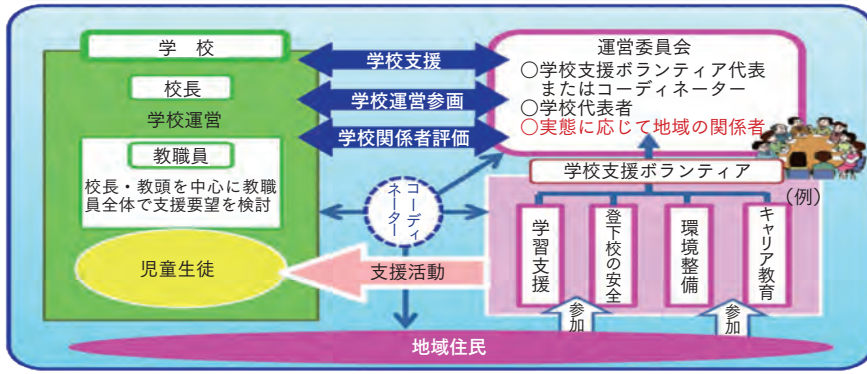 学校
校長
学校運営
教職員
校長・教頭を中心に教職
員全体で支援要望を検討
児童生徒
学校支援
学校運営参画
学校関係者評価
コーディ
ネーター
支援活動
運営委員会
○学校支援ボランティア代表
またはコーディネーター
○学校代表者
○実態に応じて地域の関係者
学校支援ボランティア
（例）
学習支援
登下校の安全
環境整備
キャリア教育
参加
参加
地域住民